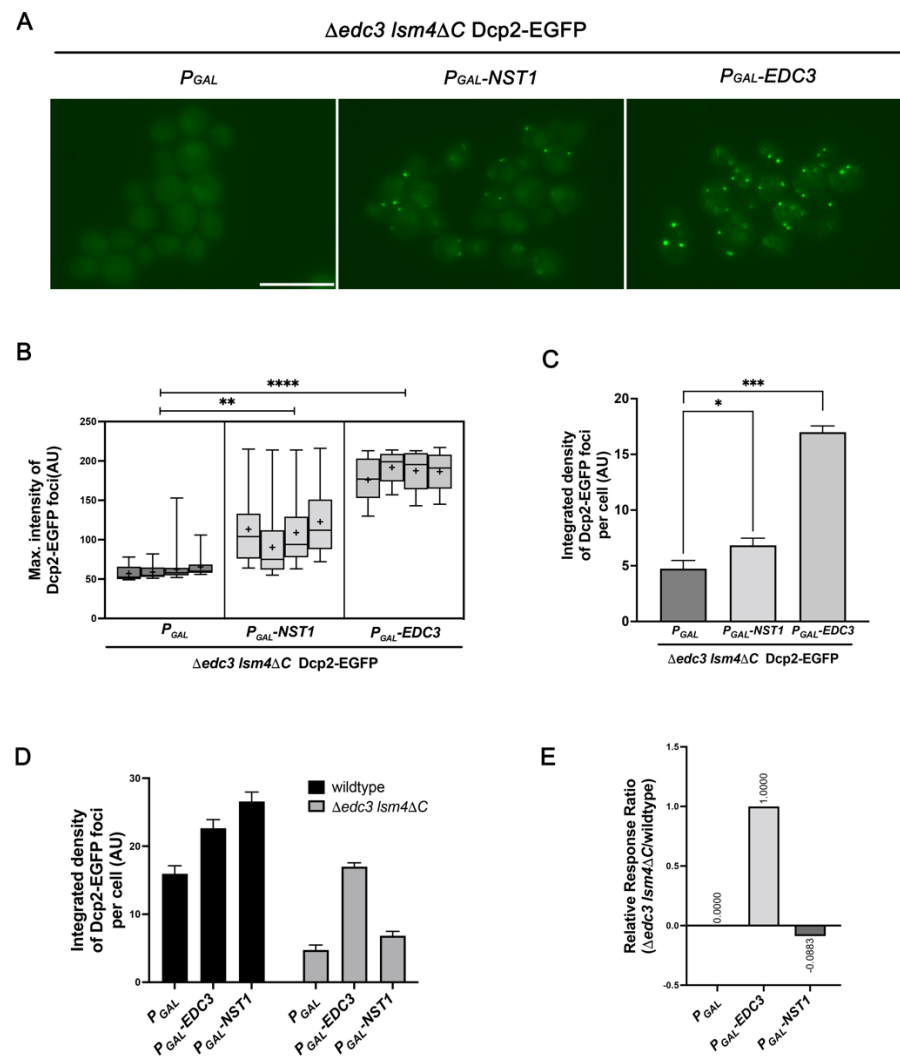 A
Δedc3 lsm4ΔC Dcp2-EGFP
PGAL
PGAL-NST1
PGAL-EDC3
B
****
**
Max. intensity of
Dcp2-EGFP foci(AU)
250
200
150
100
50
0
PGAL
PGAL-NST1
PGAL-EDC3
Δedc3 lsm4ΔC Dcp2-EGFP
C
***
*
Integrated density
of Dcp2-EGFP foci
per cell (AU)
20
15
10
5
0
PGAL
PGAL-NST1
PGAL-EDC3
Δedc3 lsm4ΔC Dcp2-EGFP
D
Integrated density
of Dcp2-EGFP foci
per cell (AU)
30
20
10
0
wildtype
Δedc3 lsm4ΔC
PGAL
PGAL-EDC3
PGAL-NST1
PGAL
PGAL-EDC3
PGAL-NST1
E
Relative Response Ratio
(Δedc3 lsm4ΔC/wildtype)
1.5
1.0
0.5
0.0
-0.5
0.0000
1.0000
-0.0883
PGAL
PGAL-EDC3
PGAL-NST1